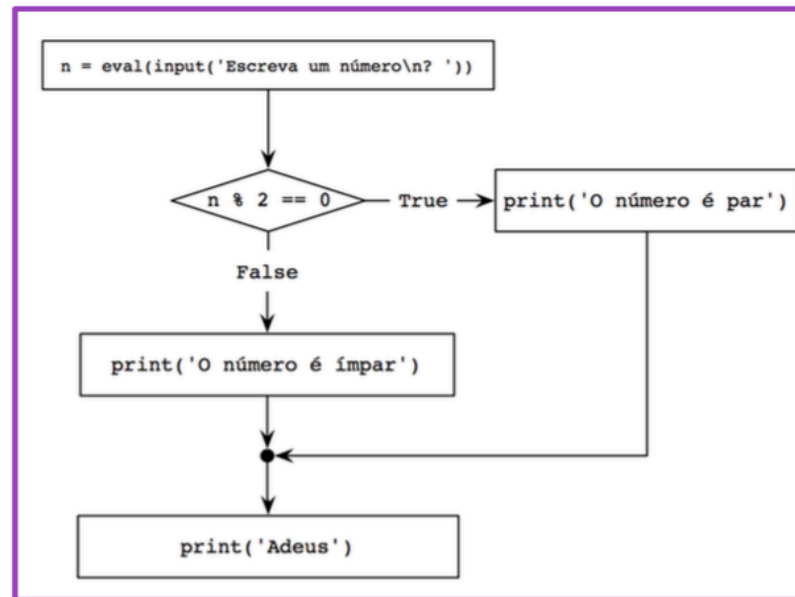 n = eval(input('Escreva um número\n? '))
n % 2 == 0
True
print('O número é par')
False
print('O número é ímpar')
print('Adeus')